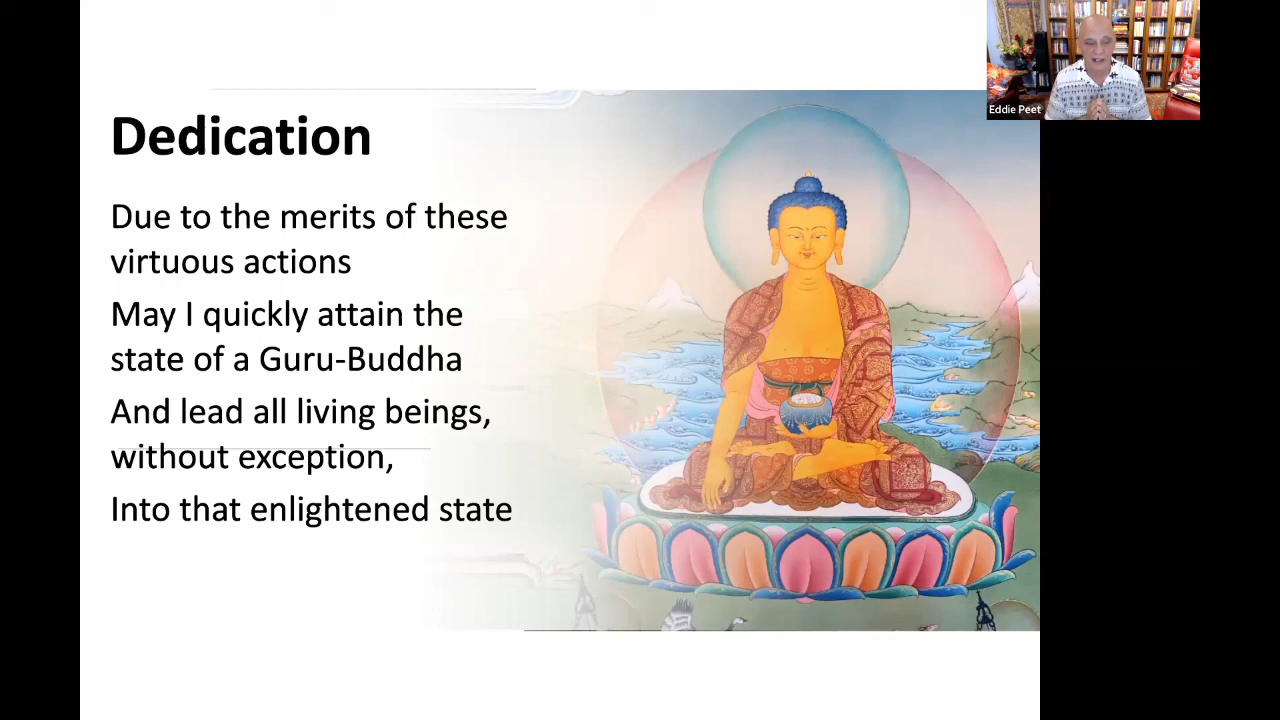 Dedication
Due to the merits of these
virtuous actions
May I quickly attain the
state of a Guru-Buddha
And lead all living beings,
without exception,
Into that enlightened state
Eddie Peet